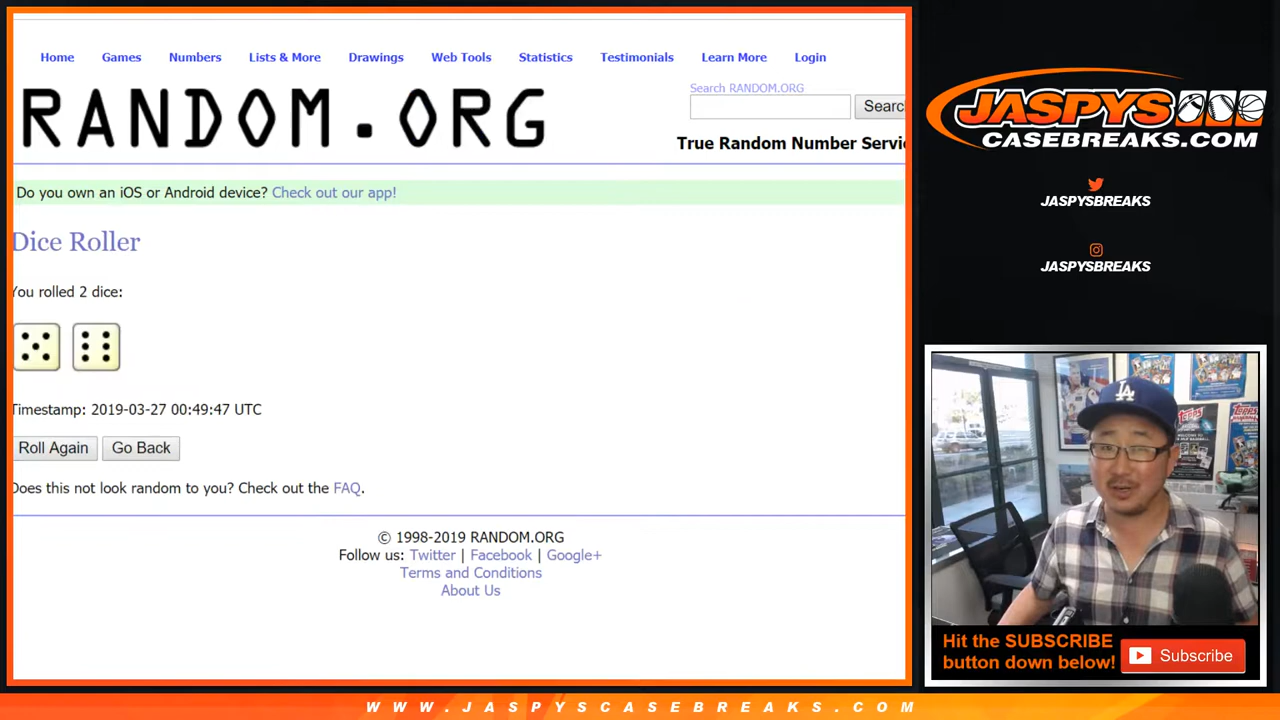 Home Games Numbers Lists & More Drawings Web Tools Statistics Testimonials Learn More Login
Search RANDOM.ORG
RANDOM.ORG
Searc
True Random Number Servi
Do you own an iOS or Android device? Check out our app!
Dice Roller
You rolled 2 dice:
Timestamp: 2019-03-27 00:49:47 UTC
Roll Again Go Back
Does this not look random to you? Check out the FAQ.
© 1998-2019 RANDOM.ORG
Follow us: Twitter | Facebook | Google+
Terms and Conditions
About Us
JASPYS
CASEBREAKS.COM
JASPYSBREAKS
JASPYSBREAKS
LA
Topps
Topps
Hit the SUBSCRIBE
button down below!
Subscribe
WWW.JASPYSCASEBREAKS.COM